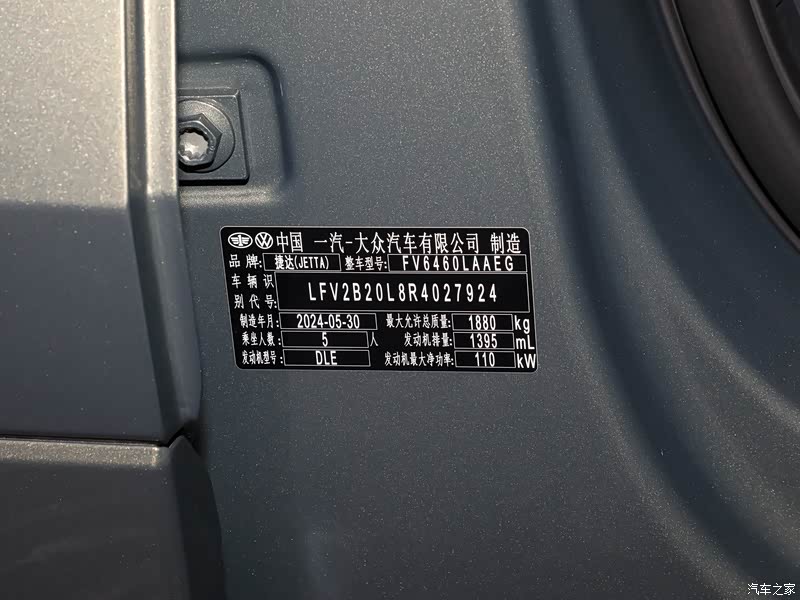 中国 一汽-大众汽车有限公司 制造
品牌: 捷达(JETTA) 整车型号: FV6460LAAEG
车辆识别代号: LFV2B20L8R4027924
制造年月: 2024-05-30 最大允许总质量: 1880 kg
乘坐人数: 5 人 发动机排量: 1395 mL
发动机型号: DLE 发动机最大净功率: 110 kW
汽车之家